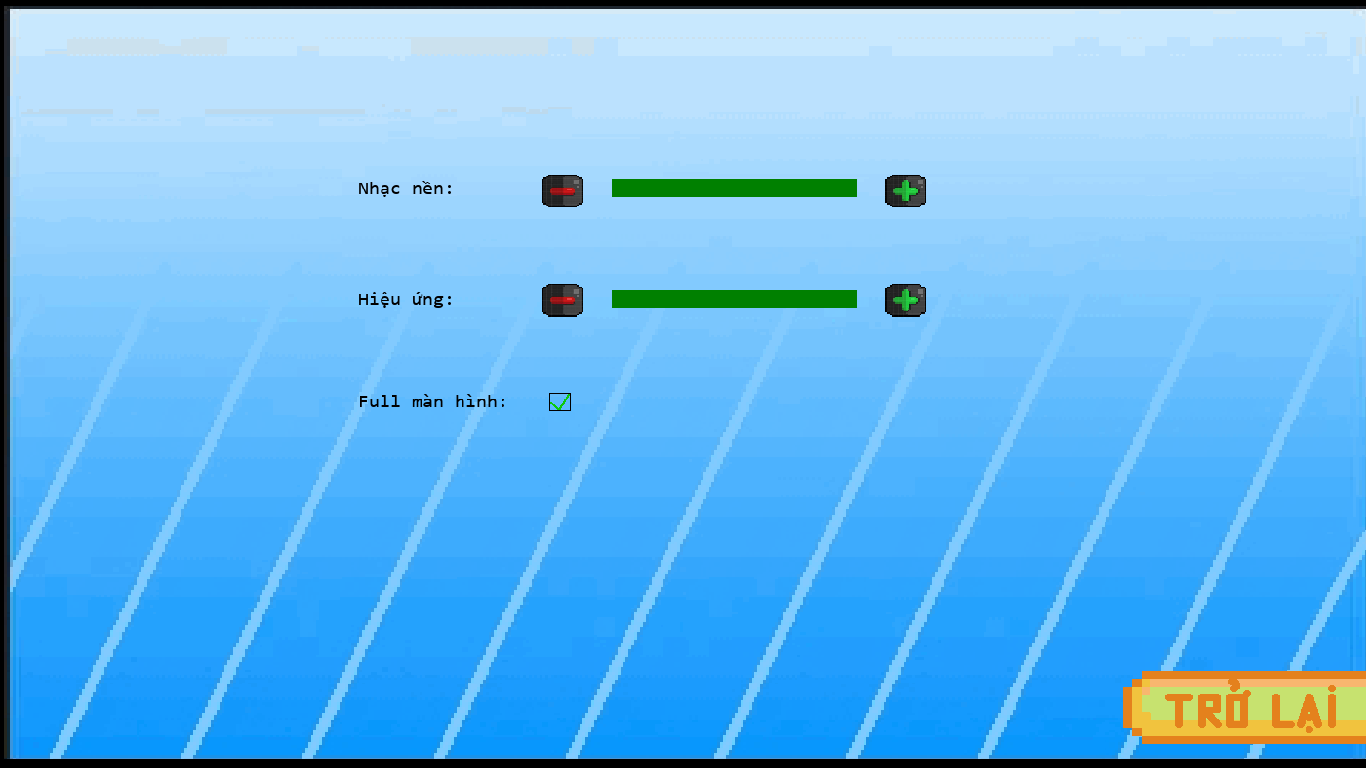 Nhạc nền:
Hiệu ứng:
Full màn hình:
TRỞ LẠI